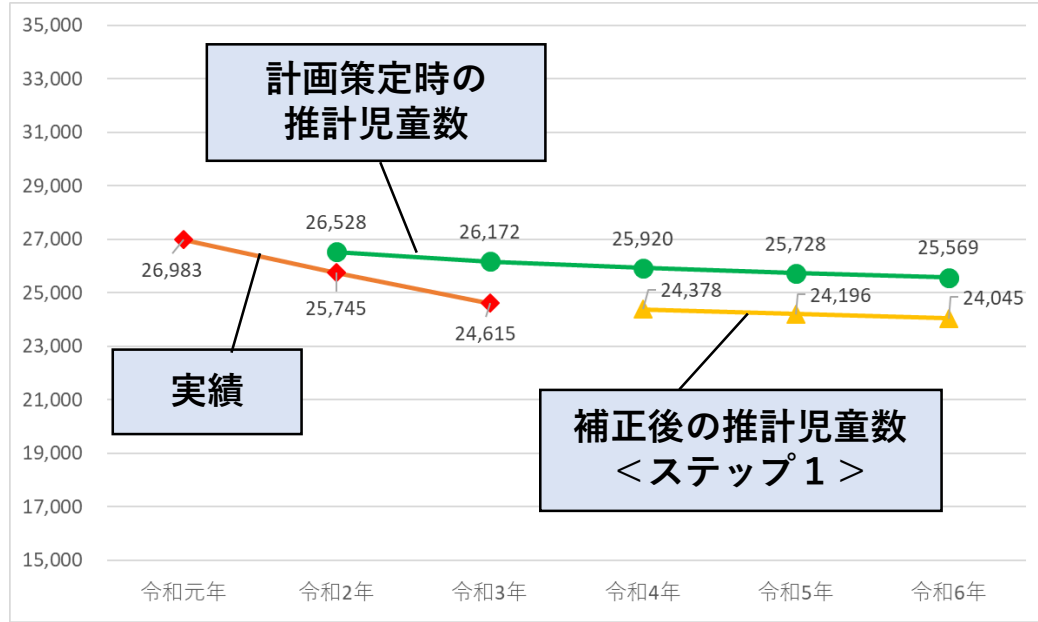 35,000
33,000
31,000
29,000
27,000
25,000
23,000
21,000
19,000
17,000
15,000
計画策定時の
推計児童数
26,528
26,172
25,920
25,728
25,569
26,983
25,745
24,615
24,378
24,196
24,045
実績
補正後の推計児童数
＜ステップ１＞
令和元年
令和2年
令和3年
令和4年
令和5年
令和6年